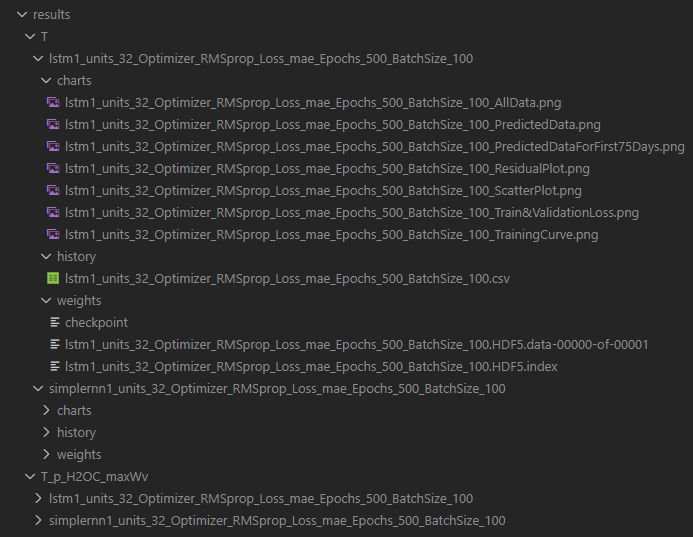 results
T
lstm1_units_32_Optimizer_RMSprop_Loss_mae_Epochs_500_BatchSize_100
charts
lstm1_units_32_Optimizer_RMSprop_Loss_mae_Epochs_500_BatchSize_100_AllData.png
lstm1_units_32_Optimizer_RMSprop_Loss_mae_Epochs_500_BatchSize_100_PredictedData.png
lstm1_units_32_Optimizer_RMSprop_Loss_mae_Epochs_500_BatchSize_100_PredictedDataForFirst75Days.png
lstm1_units_32_Optimizer_RMSprop_Loss_mae_Epochs_500_BatchSize_100_ResidualPlot.png
lstm1_units_32_Optimizer_RMSprop_Loss_mae_Epochs_500_BatchSize_100_ScatterPlot.png
lstm1_units_32_Optimizer_RMSprop_Loss_mae_Epochs_500_BatchSize_100_Train&ValidationLoss.png
lstm1_units_32_Optimizer_RMSprop_Loss_mae_Epochs_500_BatchSize_100_TrainingCurve.png
history
lstm1_units_32_Optimizer_RMSprop_Loss_mae_Epochs_500_BatchSize_100.csv
weights
checkpoint
lstm1_units_32_Optimizer_RMSprop_Loss_mae_Epochs_500_BatchSize_100.HDF5.data-00000-of-00001
lstm1_units_32_Optimizer_RMSprop_Loss_mae_Epochs_500_BatchSize_100.HDF5.index
simplernn1_units_32_Optimizer_RMSprop_Loss_mae_Epochs_500_BatchSize_100
charts
history
weights
T_p_H2OC_maxWv
lstm1_units_32_Optimizer_RMSprop_Loss_mae_Epochs_500_BatchSize_100
simplernn1_units_32_Optimizer_RMSprop_Loss_mae_Epochs_500_BatchSize_100